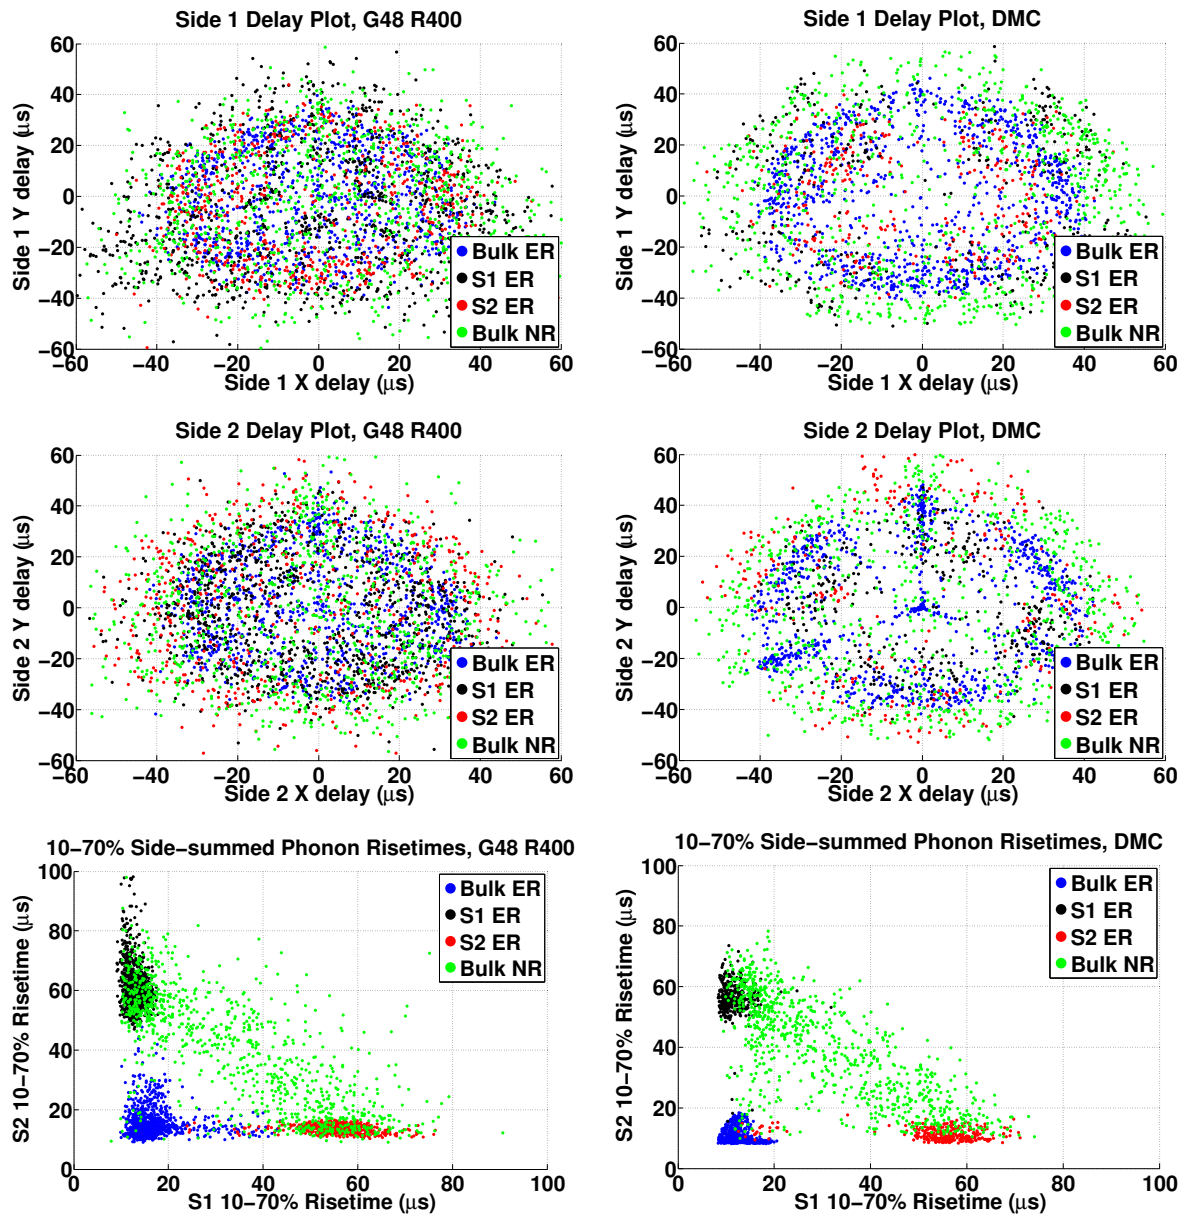 Side 1 Delay Plot, G48 R400
60
40
20
0
−20
−40
−60
Side 1 Y delay (μs)
Bulk ER
S1 ER
S2 ER
Bulk NR
−60 −40 −20 0 20 40 60
Side 1 X delay (μs)
Side 1 Delay Plot, DMC
60
40
20
0
−20
−40
−60
Side 1 Y delay (μs)
Bulk ER
S1 ER
S2 ER
Bulk NR
−60 −40 −20 0 20 40 60
Side 1 X delay (μs)
Side 2 Delay Plot, G48 R400
60
40
20
0
−20
−40
−60
Side 2 Y delay (μs)
Bulk ER
S1 ER
S2 ER
Bulk NR
−60 −40 −20 0 20 40 60
Side 2 X delay (μs)
Side 2 Delay Plot, DMC
60
40
20
0
−20
−40
−60
Side 2 Y delay (μs)
Bulk ER
S1 ER
S2 ER
Bulk NR
−60 −40 −20 0 20 40 60
Side 2 X delay (μs)
10−70% Side−summed Phonon Risetimes, G48 R400
100
80
60
40
20
0
S2 10−70% Risetime (μs)
Bulk ER
S1 ER
S2 ER
Bulk NR
0 20 40 60 80 100
S1 10−70% Risetime (μs)
10−70% Side−summed Phonon Risetimes, DMC
100
80
60
40
20
0
S2 10−70% Risetime (μs)
Bulk ER
S1 ER
S2 ER
Bulk NR
0 20 40 60 80 100
S1 10−70% Risetime (μs)